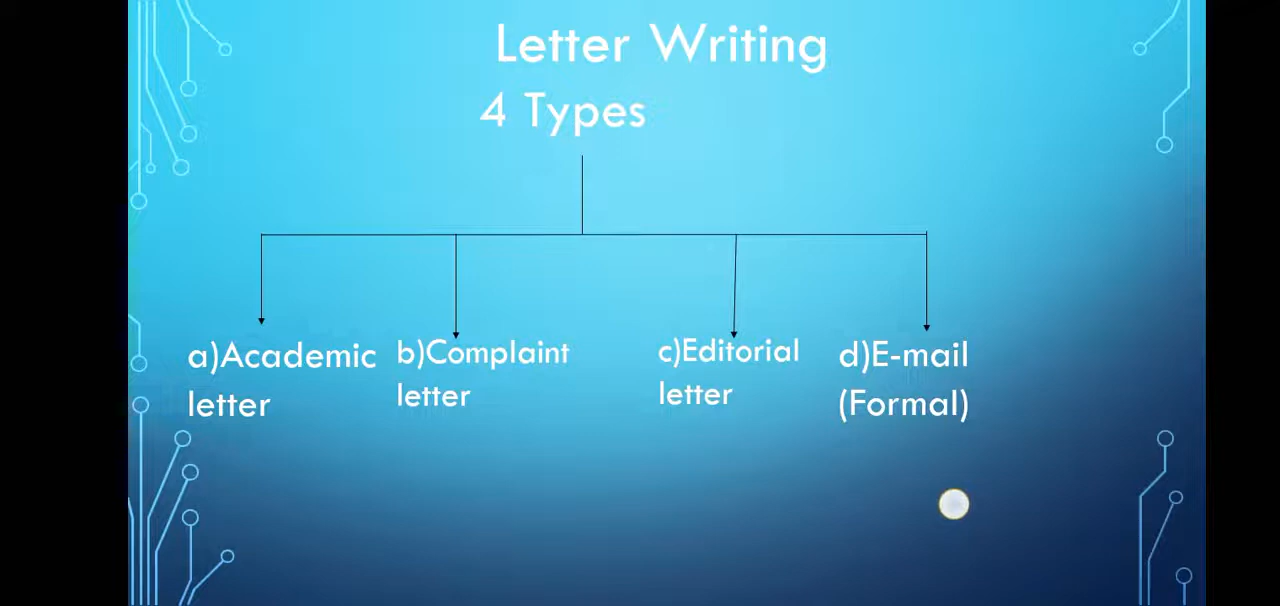 Letter Writing
4 Types
a)Academic
letter
b)Complaint
letter
c)Editorial
letter
d)E-mail
(Formal)